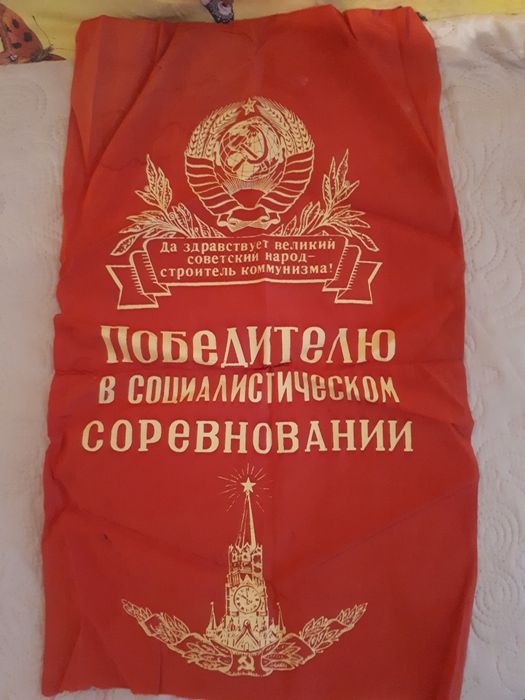 Да здравствует великий
советский народ-
строитель коммунизма!
Победителю
в социалистическом
соревновании